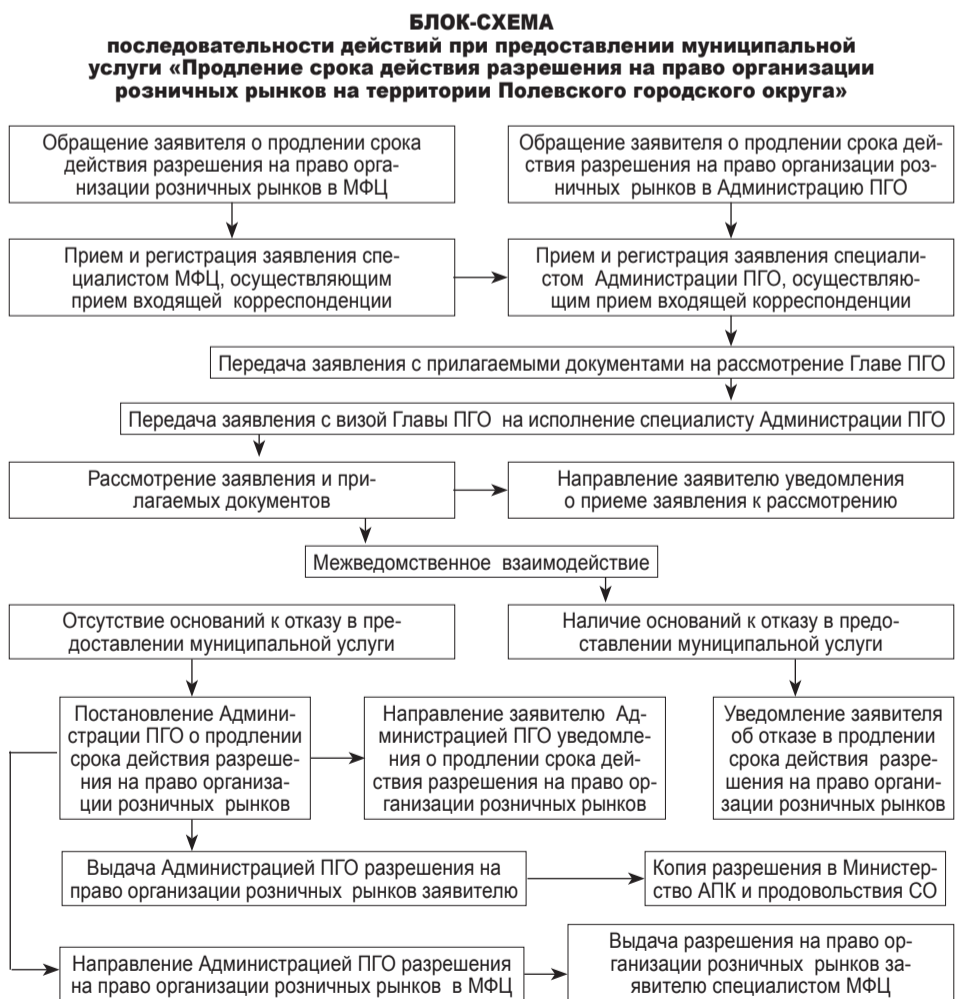 БЛОК-СХЕМА
последовательности действий при предоставлении муниципальной
услуги «Продление срока действия разрешения на право организации
розничных рынков на территории Полевского городского округа»
Обращение заявителя о продлении срока
действия разрешения на право орга-
низации розничных рынков в МФЦ
Обращение заявителя о продлении срока дей-
ствия разрешения на право организации роз-
ничных рынков в Администрацию ПГО
Прием и регистрация заявления спе-
циалистом МФЦ, осуществляющим
прием входящей корреспонденции
Прием и регистрация заявления специали-
стом Администрации ПГО, осуществляю-
щим прием входящей корреспонденции
Передача заявления с прилагаемыми документами на рассмотрение Главе ПГО
Передача заявления с визой Главы ПГО на исполнение специалисту Администрации ПГО
Рассмотрение заявления и при-
лагаемых документов
Направление заявителю уведомления
о приеме заявления к рассмотрению
Межведомственное взаимодействие
Отсутствие оснований к отказу в пре-
доставлении муниципальной услуги
Наличие оснований к отказу в предо-
ставлении муниципальной услуги
Постановление Админи-
страции ПГО о продлении
срока действия разреше-
ния на право организа-
ции розничных рынков
Направление заявителю Ад-
министрацией ПГО уведомле-
ния о продлении срока дей-
ствия разрешения на право ор-
ганизации розничных рынков
Уведомление заявителя
об отказе в продлении
срока действия разре-
шения на право органи-
зации розничных рынков
Выдача Администрацией ПГО разрешения на
право организации розничных рынков заявителю
Копия разрешения в Министер-
ство АПК и продовольствия СО
Направление Администрацией ПГО разрешения
на право организации розничных рынков в МФЦ
Выдача разрешения на право ор-
ганизации розничных рынков за-
явителю специалистом МФЦ